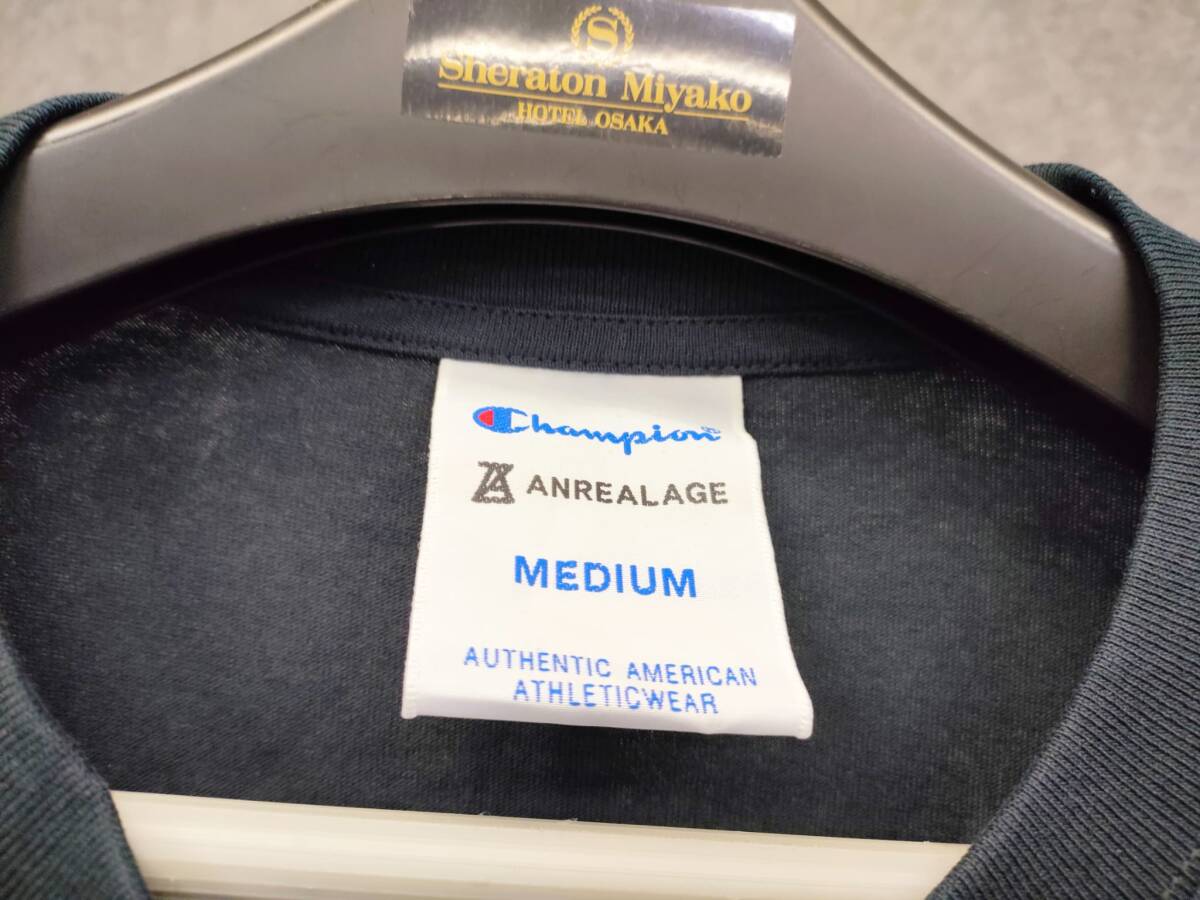 S
Sheraton Miyako
HOTEL OSAKA
Champion
ANREALAGE
MEDIUM
AUTHENTIC AMERICAN
ATHLETICWEAR